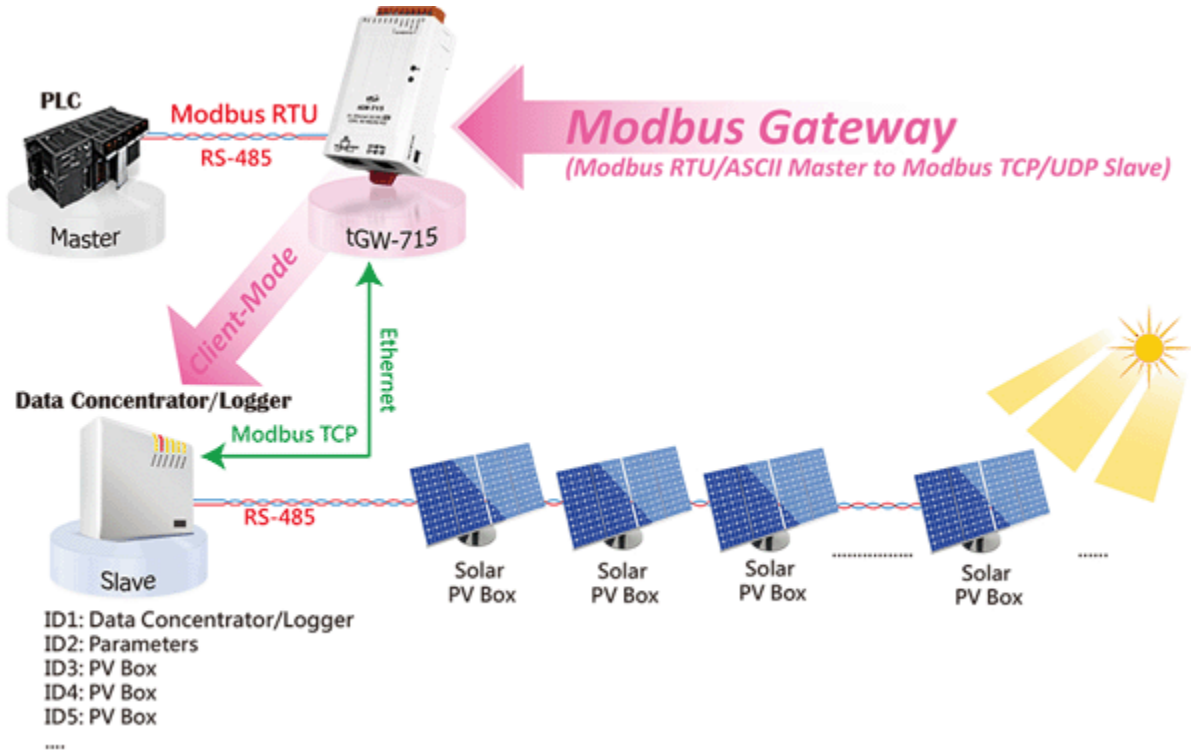 PLC
Modbus RTU
RS-485
Modbus Gateway
(Modbus RTU/ASCII Master to Modbus TCP/UDP Slave)
Master
tGW-715
Client-Mode
Ethernet
Data Concentrator/Logger
Modbus TCP
RS-485
Slave
Solar
PV Box
Solar
PV Box
Solar
PV Box
..................
Solar
PV Box
......
ID1: Data Concentrator/Logger
ID2: Parameters
ID3: PV Box
ID4: PV Box
ID5: PV Box
....